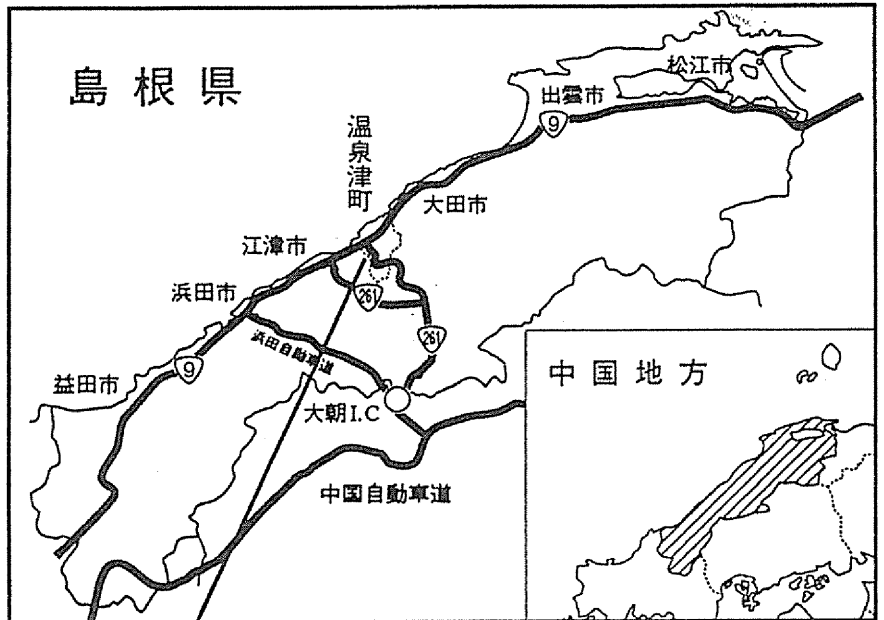 島根県
松江市
出雲市
9
温泉津町
大田市
江津市
261
浜田市
261
浜田自動車道
9
益田市
大朝I.C
中国自動車道
中国地方